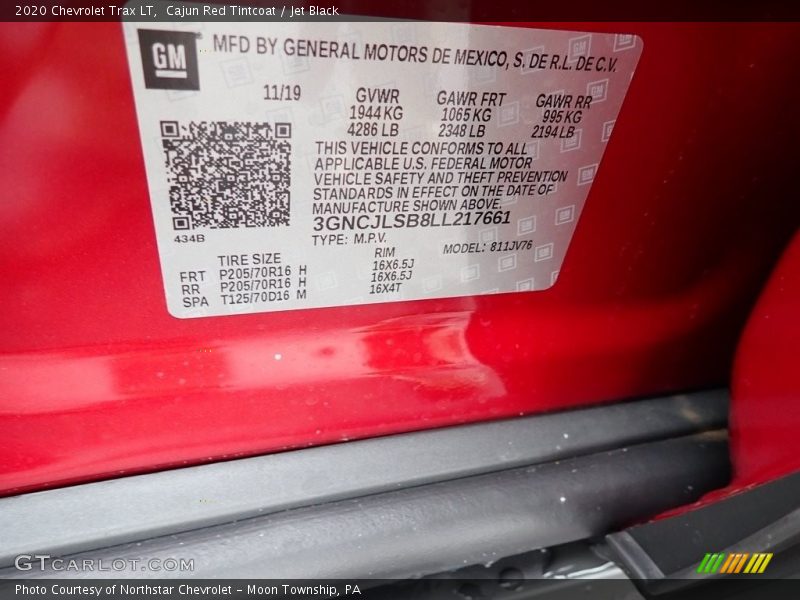 2020 Chevrolet Trax LT,  Cajun Red Tintcoat / Jet Black
GM
MFD BY GENERAL MOTORS DE MEXICO, S. DE R.L. DE C.V.
11/19
GVWR
1944 KG
4286 LB
GAWR FRT
1065 KG
2348 LB
GAWR RR
995 KG
2194 LB
THIS VEHICLE CONFORMS TO ALL
APPLICABLE U.S. FEDERAL MOTOR
VEHICLE SAFETY AND THEFT PREVENTION
STANDARDS IN EFFECT ON THE DATE OF
MANUFACTURE SHOWN ABOVE.
3GNCJLSB8LL217661
434B
TYPE: M.P.V.
MODEL: 811JV76
TIRE SIZE
RIM
FRT P205/70R16 H 16X6.5J
RR P205/70R16 H 16X6.5J
SPA T125/70D16 M 16X4T
GTCARLOT.COM
Photo Courtesy of Northstar Chevrolet - Moon Township, PA